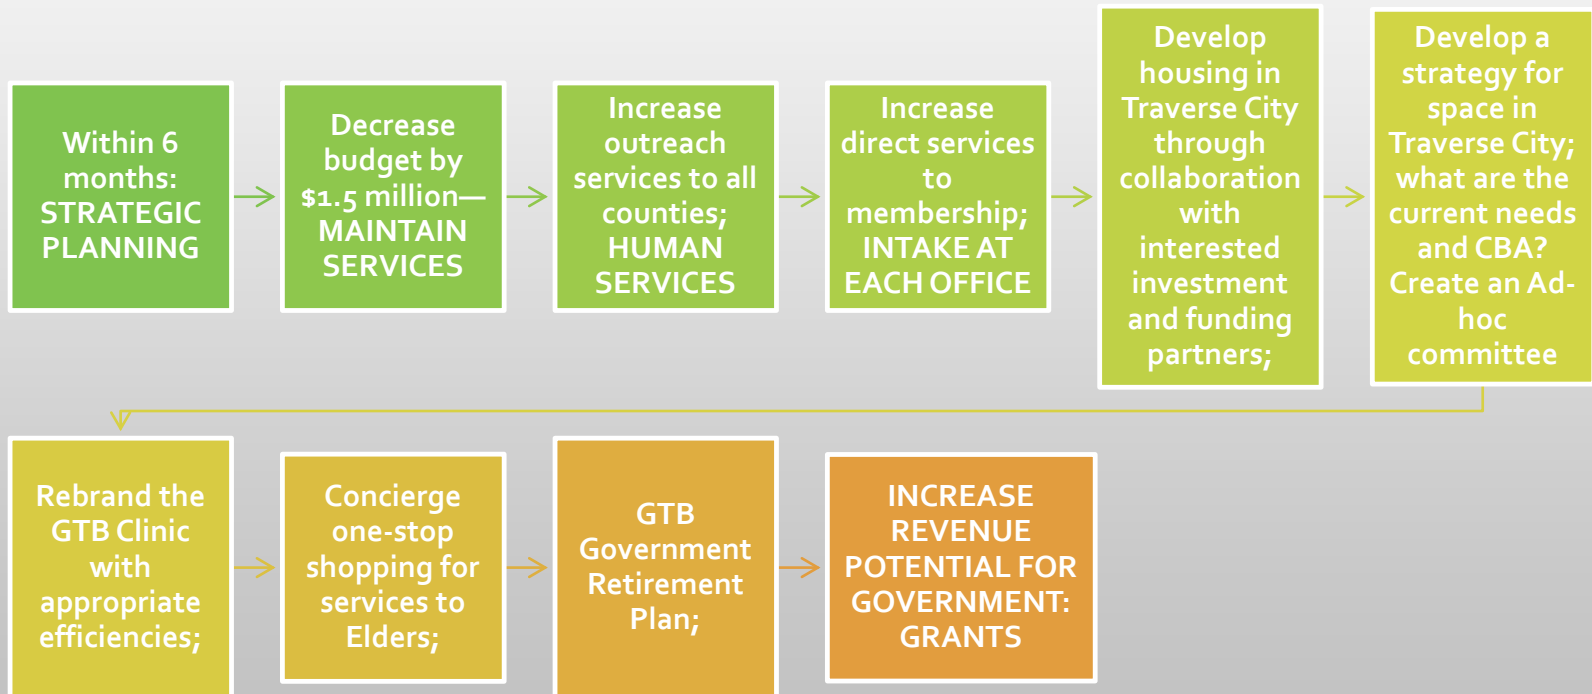 Within 6
months:
STRATEGIC
PLANNING
Decrease
budget by
$1.5 million—
MAINTAIN
SERVICES
Increase
outreach
services to all
counties;
HUMAN
SERVICES
Increase
direct services
to
membership;
INTAKE AT
EACH OFFICE
Develop
housing in
Traverse City
through
collaboration
with
interested
investment
and funding
partners;
Develop a
strategy for
space in
Traverse City;
what are the
current needs
and CBA?
Create an Ad-
hoc
committee
Rebrand the
GTB Clinic
with
appropriate
efficiencies;
Concierge
one-stop
shopping for
services to
Elders;
GTB
Government
Retirement
Plan;
INCREASE
REVENUE
POTENTIAL FOR
GOVERNMENT:
GRANTS